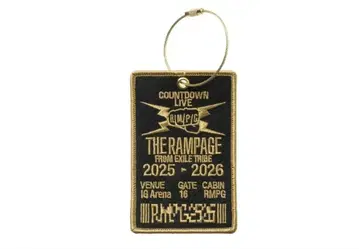 COUNTDOWN
LIVE
RMPG
THE RAMPAGE
FROM EXILE TRIBE
2025 ▸ 2026
VENUE GATE CABIN
IG Arena 16 RMPG